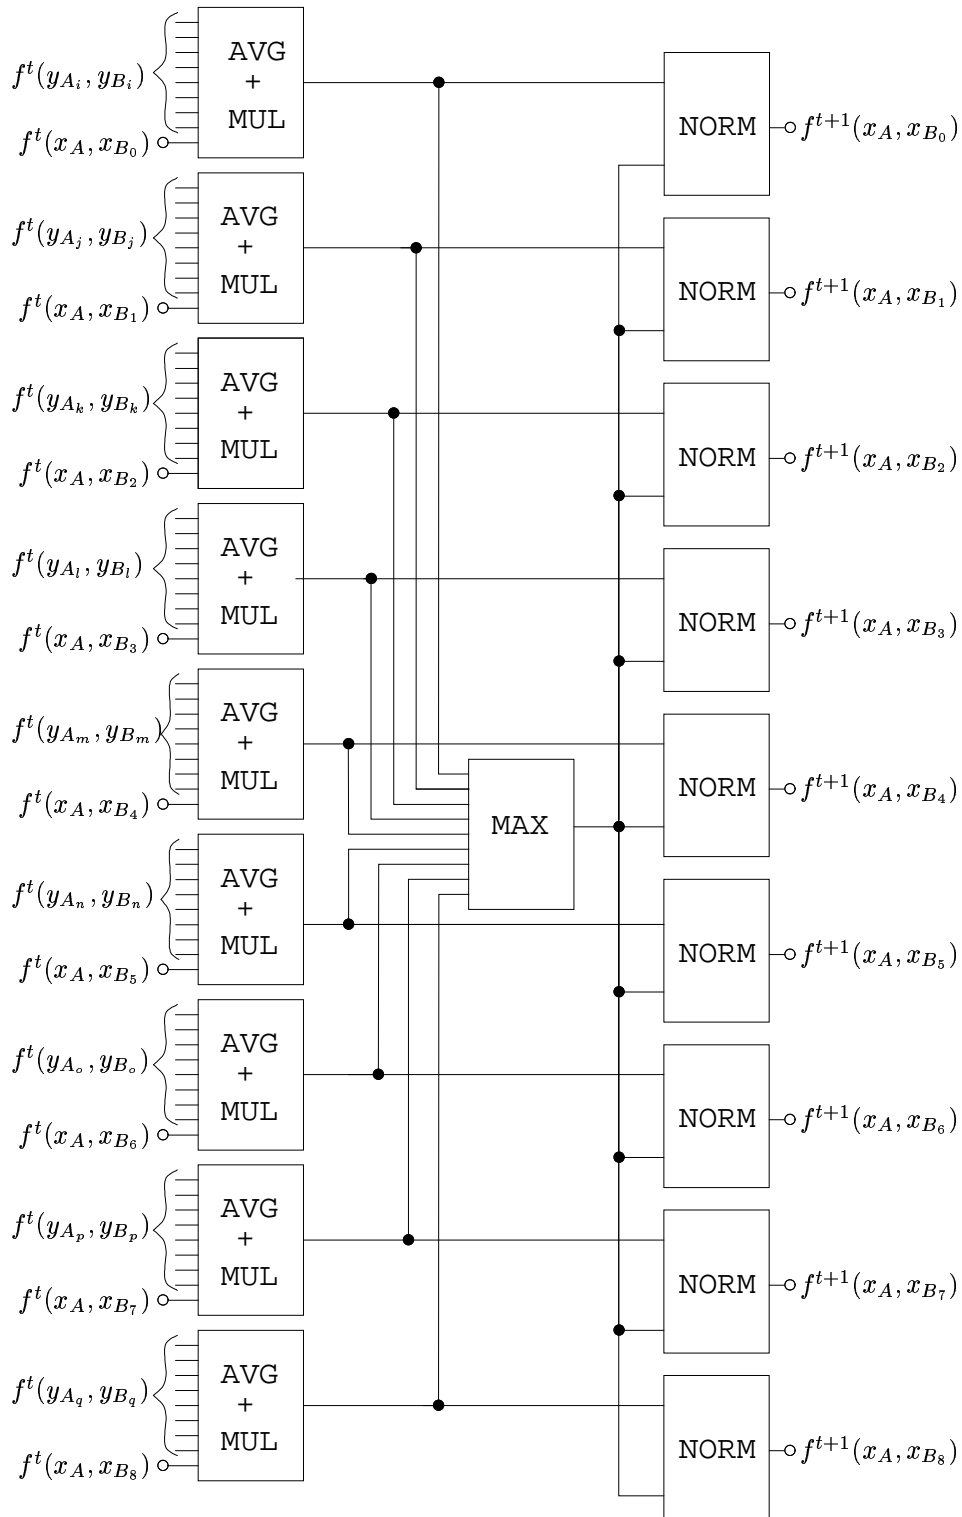 AVG
+
MUL
f^t(y_{A_i}, y_{B_i})
f^t(x_A, x_{B_0})
NORM
f^{t+1}(x_A, x_{B_0})
AVG
+
MUL
f^t(y_{A_j}, y_{B_j})
f^t(x_A, x_{B_1})
NORM
f^{t+1}(x_A, x_{B_1})
AVG
+
MUL
f^t(y_{A_k}, y_{B_k})
f^t(x_A, x_{B_2})
NORM
f^{t+1}(x_A, x_{B_2})
AVG
+
MUL
f^t(y_{A_l}, y_{B_l})
f^t(x_A, x_{B_3})
NORM
f^{t+1}(x_A, x_{B_3})
AVG
+
MUL
f^t(y_{A_m}, y_{B_m})
f^t(x_A, x_{B_4})
MAX
NORM
f^{t+1}(x_A, x_{B_4})
AVG
+
MUL
f^t(y_{A_n}, y_{B_n})
f^t(x_A, x_{B_5})
NORM
f^{t+1}(x_A, x_{B_5})
AVG
+
MUL
f^t(y_{A_o}, y_{B_o})
f^t(x_A, x_{B_6})
NORM
f^{t+1}(x_A, x_{B_6})
AVG
+
MUL
f^t(y_{A_p}, y_{B_p})
f^t(x_A, x_{B_7})
NORM
f^{t+1}(x_A, x_{B_7})
AVG
+
MUL
f^t(y_{A_q}, y_{B_q})
f^t(x_A, x_{B_8})
NORM
f^{t+1}(x_A, x_{B_8})